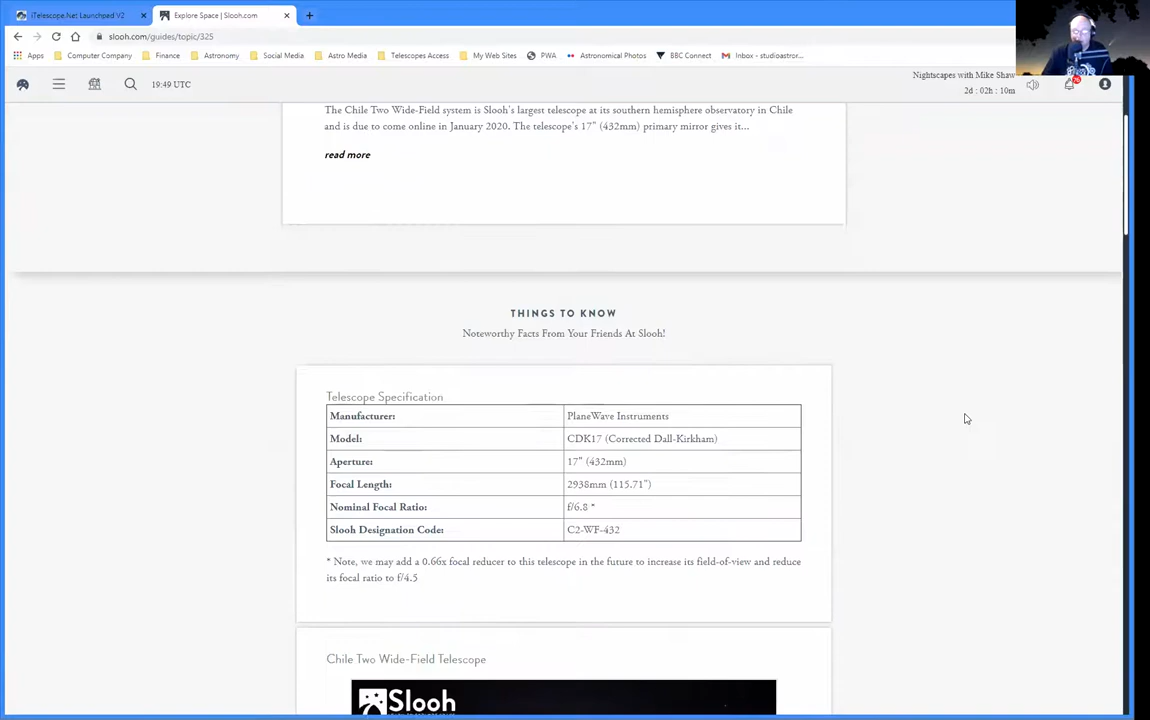 iTelescope.Net Launchpad V2
Explore Space | Slooh.com
slooh.com/guides/topic/325
Apps Computer Company Finance Astronomy Social Media Astro Media Telescopes Access My Web Sites PWA Astronomical Photos BBC Connect Inbox - studioastror...
19:49 UTC
Nightscapes with Mike Shaw
2d : 02h : 10m
The Chile Two Wide-Field system is Slooh's largest telescope at its southern hemisphere observatory in Chile
and is due to come online in January 2020. The telescope's 17" (432mm) primary mirror gives it...
read more
THINGS TO KNOW
Noteworthy Facts From Your Friends At Slooh!
Telescope Specification
Manufacturer: PlaneWave Instruments
Model: CDK17 (Corrected Dall-Kirkham)
Aperture: 17" (432mm)
Focal Length: 2938mm (115.71")
Nominal Focal Ratio: f/6.8 *
Slooh Designation Code: C2-WF-432
* Note, we may add a 0.66x focal reducer to this telescope in the future to increase its field-of-view and reduce
its focal ratio to f/4.5
Chile Two Wide-Field Telescope
Slooh